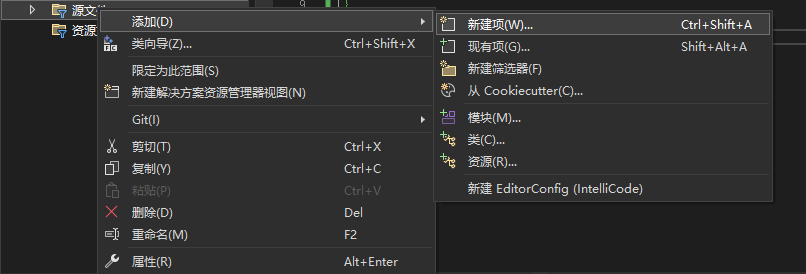 源文件
资源
9
添加(D)
类向导(Z)... Ctrl+Shift+X
限定为此范围(S)
新建解决方案资源管理器视图(N)
Git(I)
剪切(T) Ctrl+X
复制(Y) Ctrl+C
粘贴(P) Ctrl+V
删除(D) Del
重命名(M) F2
属性(R) Alt+Enter
新建项(W)... Ctrl+Shift+A
现有项(G)... Shift+Alt+A
新建筛选器(F)
从 Cookiecutter(C)...
模块(M)...
类(C)...
资源(R)...
新建 EditorConfig (IntelliCode)